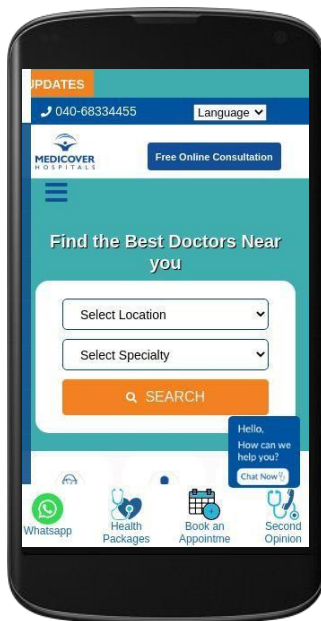 UPDATES
040-68334455
Language
MEDICOVER
HOSPITALS
Free Online Consultation
Find the Best Doctors Near
you
Select Location
Select Specialty
SEARCH
Hello,
How can we
help you?
Chat Now
Whatsapp
Health
Packages
Book an
Appointme
Second
Opinion